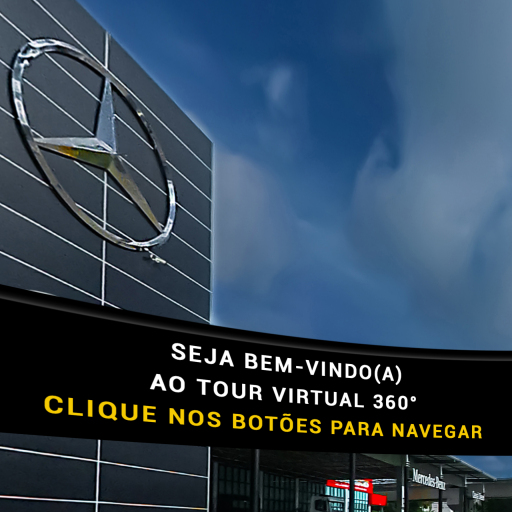 SEJA BEM-VINDO(A)
AO TOUR VIRTUAL 360°
CLIQUE NOS BOTÕES PARA NAVEGAR
Mercedes-Benz